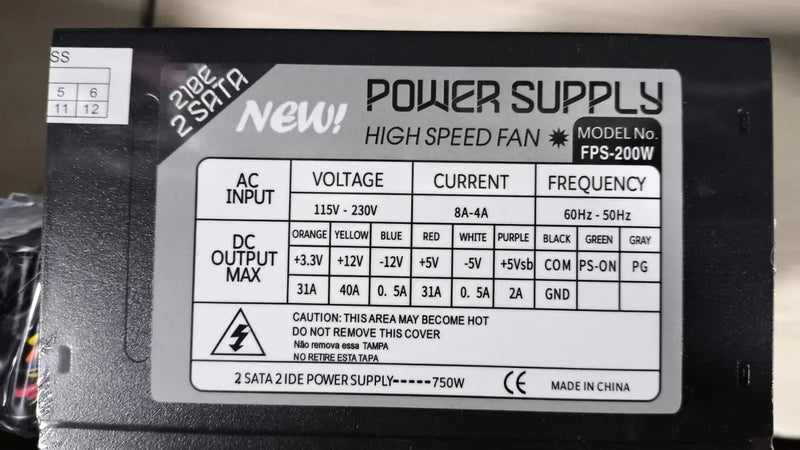 SS
5 6
11 12
2IDE
2 SATA
NEW!
POWER SUPPLY
HIGH SPEED FAN
MODEL No.
FPS-200W
AC INPUT VOLTAGE CURRENT FREQUENCY
115V - 230V 8A-4A 60Hz - 50Hz
DC OUTPUT MAX ORANGE YELLOW BLUE RED WHITE PURPLE BLACK GREEN GRAY
+3.3V +12V -12V +5V -5V +5Vsb COM PS-ON PG
31A 40A 0. 5A 31A 0. 5A 2A GND
CAUTION: THIS AREA MAY BECOME HOT
DO NOT REMOVE THIS COVER
Não remova essa TAMPA
NO RETIRE ESTA TAPA
2 SATA 2 IDE POWER SUPPLY-----750W CE MADE IN CHINA